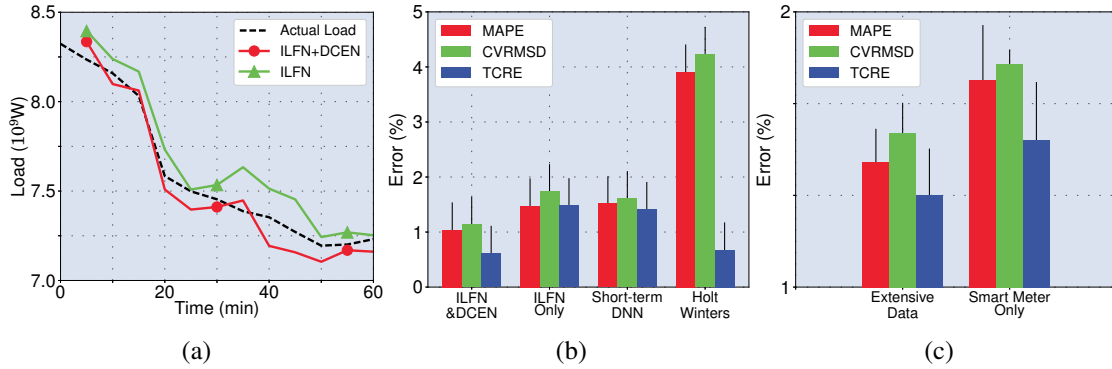 8.5
8.0
7.5
7.0
0
20
40
60
Load (10⁹W)
Time (min)
Actual Load
ILFN+DCEN
ILFN
(a)
5
4
3
2
1
0
Error (%)
MAPE
CVRMSD
TCRE
ILFN
&DCEN
ILFN
Only
Short-term
DNN
Holt
Winters
(b)
2
1
Error (%)
MAPE
CVRMSD
TCRE
Extensive
Data
Smart Meter
Only
(c)